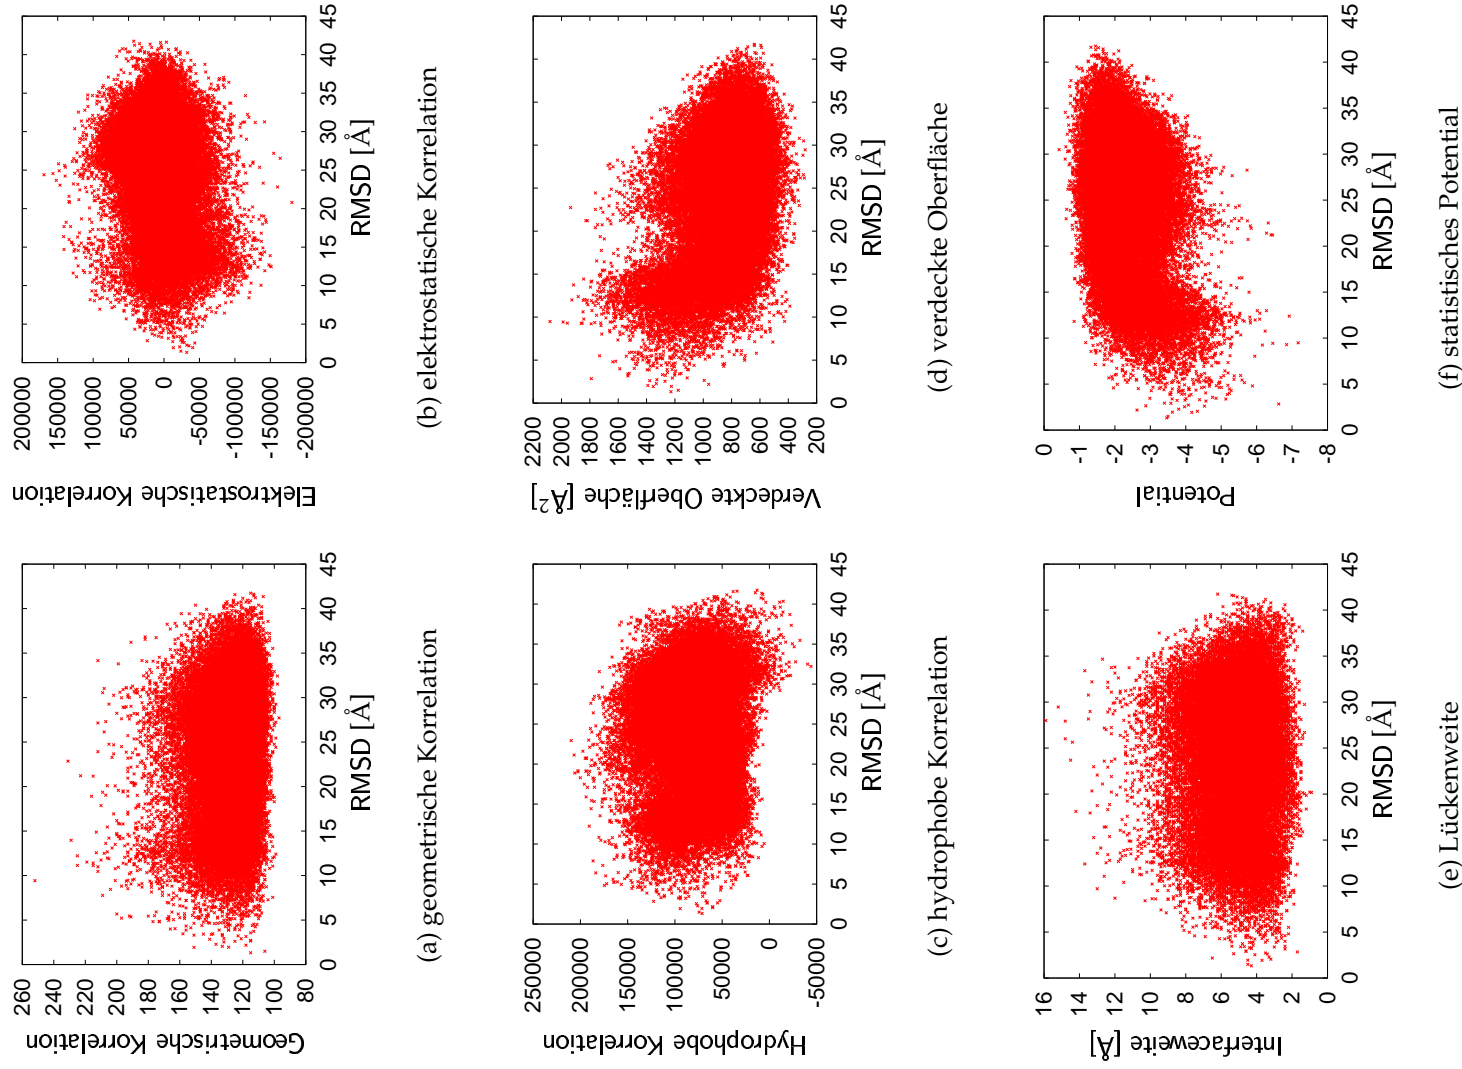 Geometrische Korrelation
260
240
220
200
180
160
140
120
100
80
0 5 10 15 20 25 30 35 40 45
RMSD [Å]
(a) geometrische Korrelation
Elektrostatische Korrelation
200000
150000
100000
50000
0
-50000
-100000
-150000
-200000
0 5 10 15 20 25 30 35 40 45
RMSD [Å]
(b) elektrostatische Korrelation
Hydrophobe Korrelation
250000
200000
150000
100000
50000
0
-50000
0 5 10 15 20 25 30 35 40 45
RMSD [Å]
(c) hydrophobe Korrelation
Verdeckte Oberfläche [Å²]
2200
2000
1800
1600
1400
1200
1000
800
600
400
200
0 5 10 15 20 25 30 35 40 45
RMSD [Å]
(d) verdeckte Oberfläche
Interfaceweite [Å]
16
14
12
10
8
6
4
2
0
0 5 10 15 20 25 30 35 40 45
RMSD [Å]
(e) Lückenweite
Potential
0
-1
-2
-3
-4
-5
-6
-7
-8
0 5 10 15 20 25 30 35 40 45
RMSD [Å]
(f) statistisches Potential